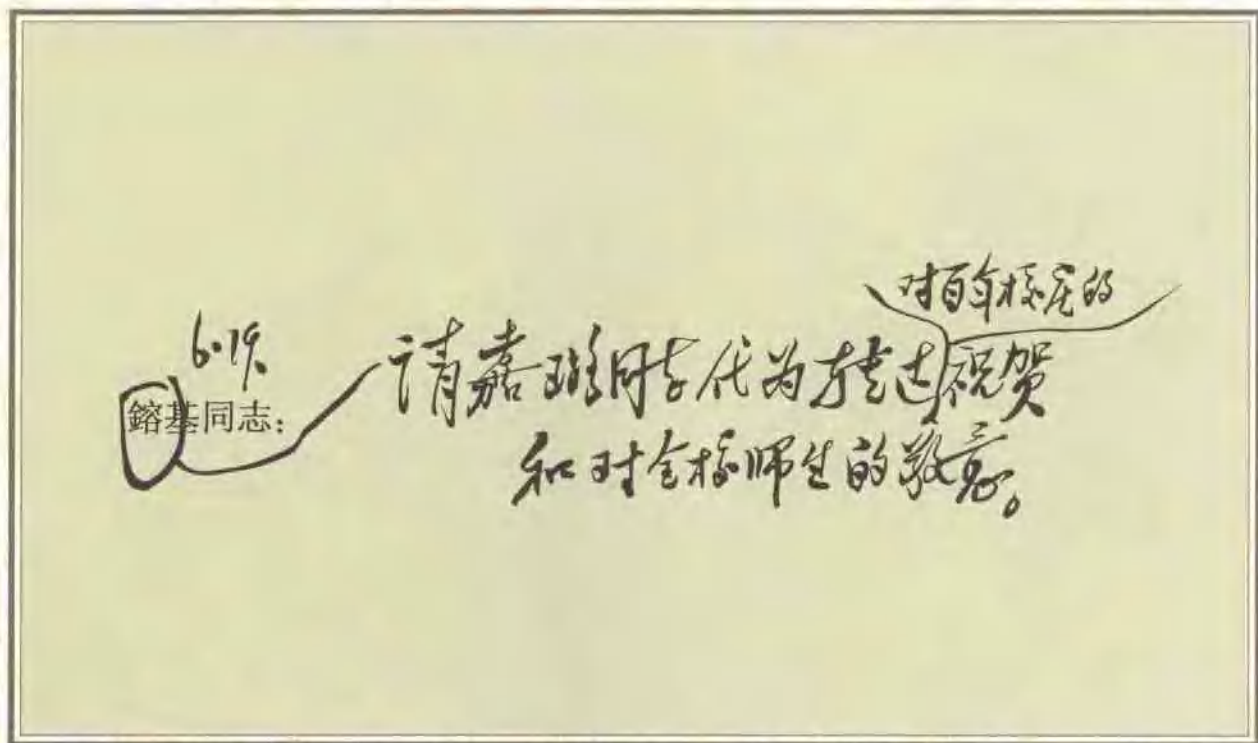 对百年校庆的
6.19.
请嘉璐同志代为转达祝贺
鎔基同志：
和对全校师生的敬意。